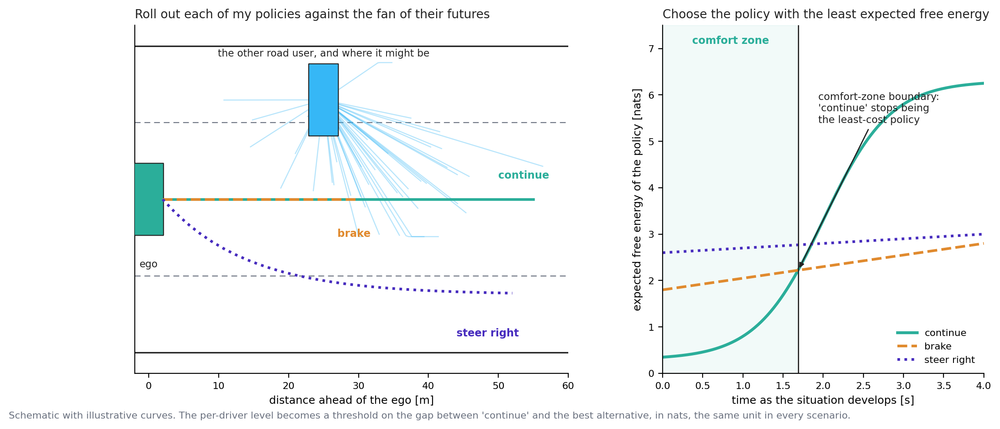 Roll out each of my policies against the fan of their futures
the other road user, and where it might be
continue
brake
ego
steer right
0 10 20 30 40 50 60
distance ahead of the ego [m]
Choose the policy with the least expected free energy
comfort zone
comfort-zone boundary:
'continue' stops being
the least-cost policy
expected free energy of the policy [nats]
7
6
5
4
3
2
1
0
continue
brake
steer right
0.0 0.5 1.0 1.5 2.0 2.5 3.0 3.5 4.0
time as the situation develops [s]
Schematic with illustrative curves. The per-driver level becomes a threshold on the gap between 'continue' and the best alternative, in nats, the same unit in every scenario.